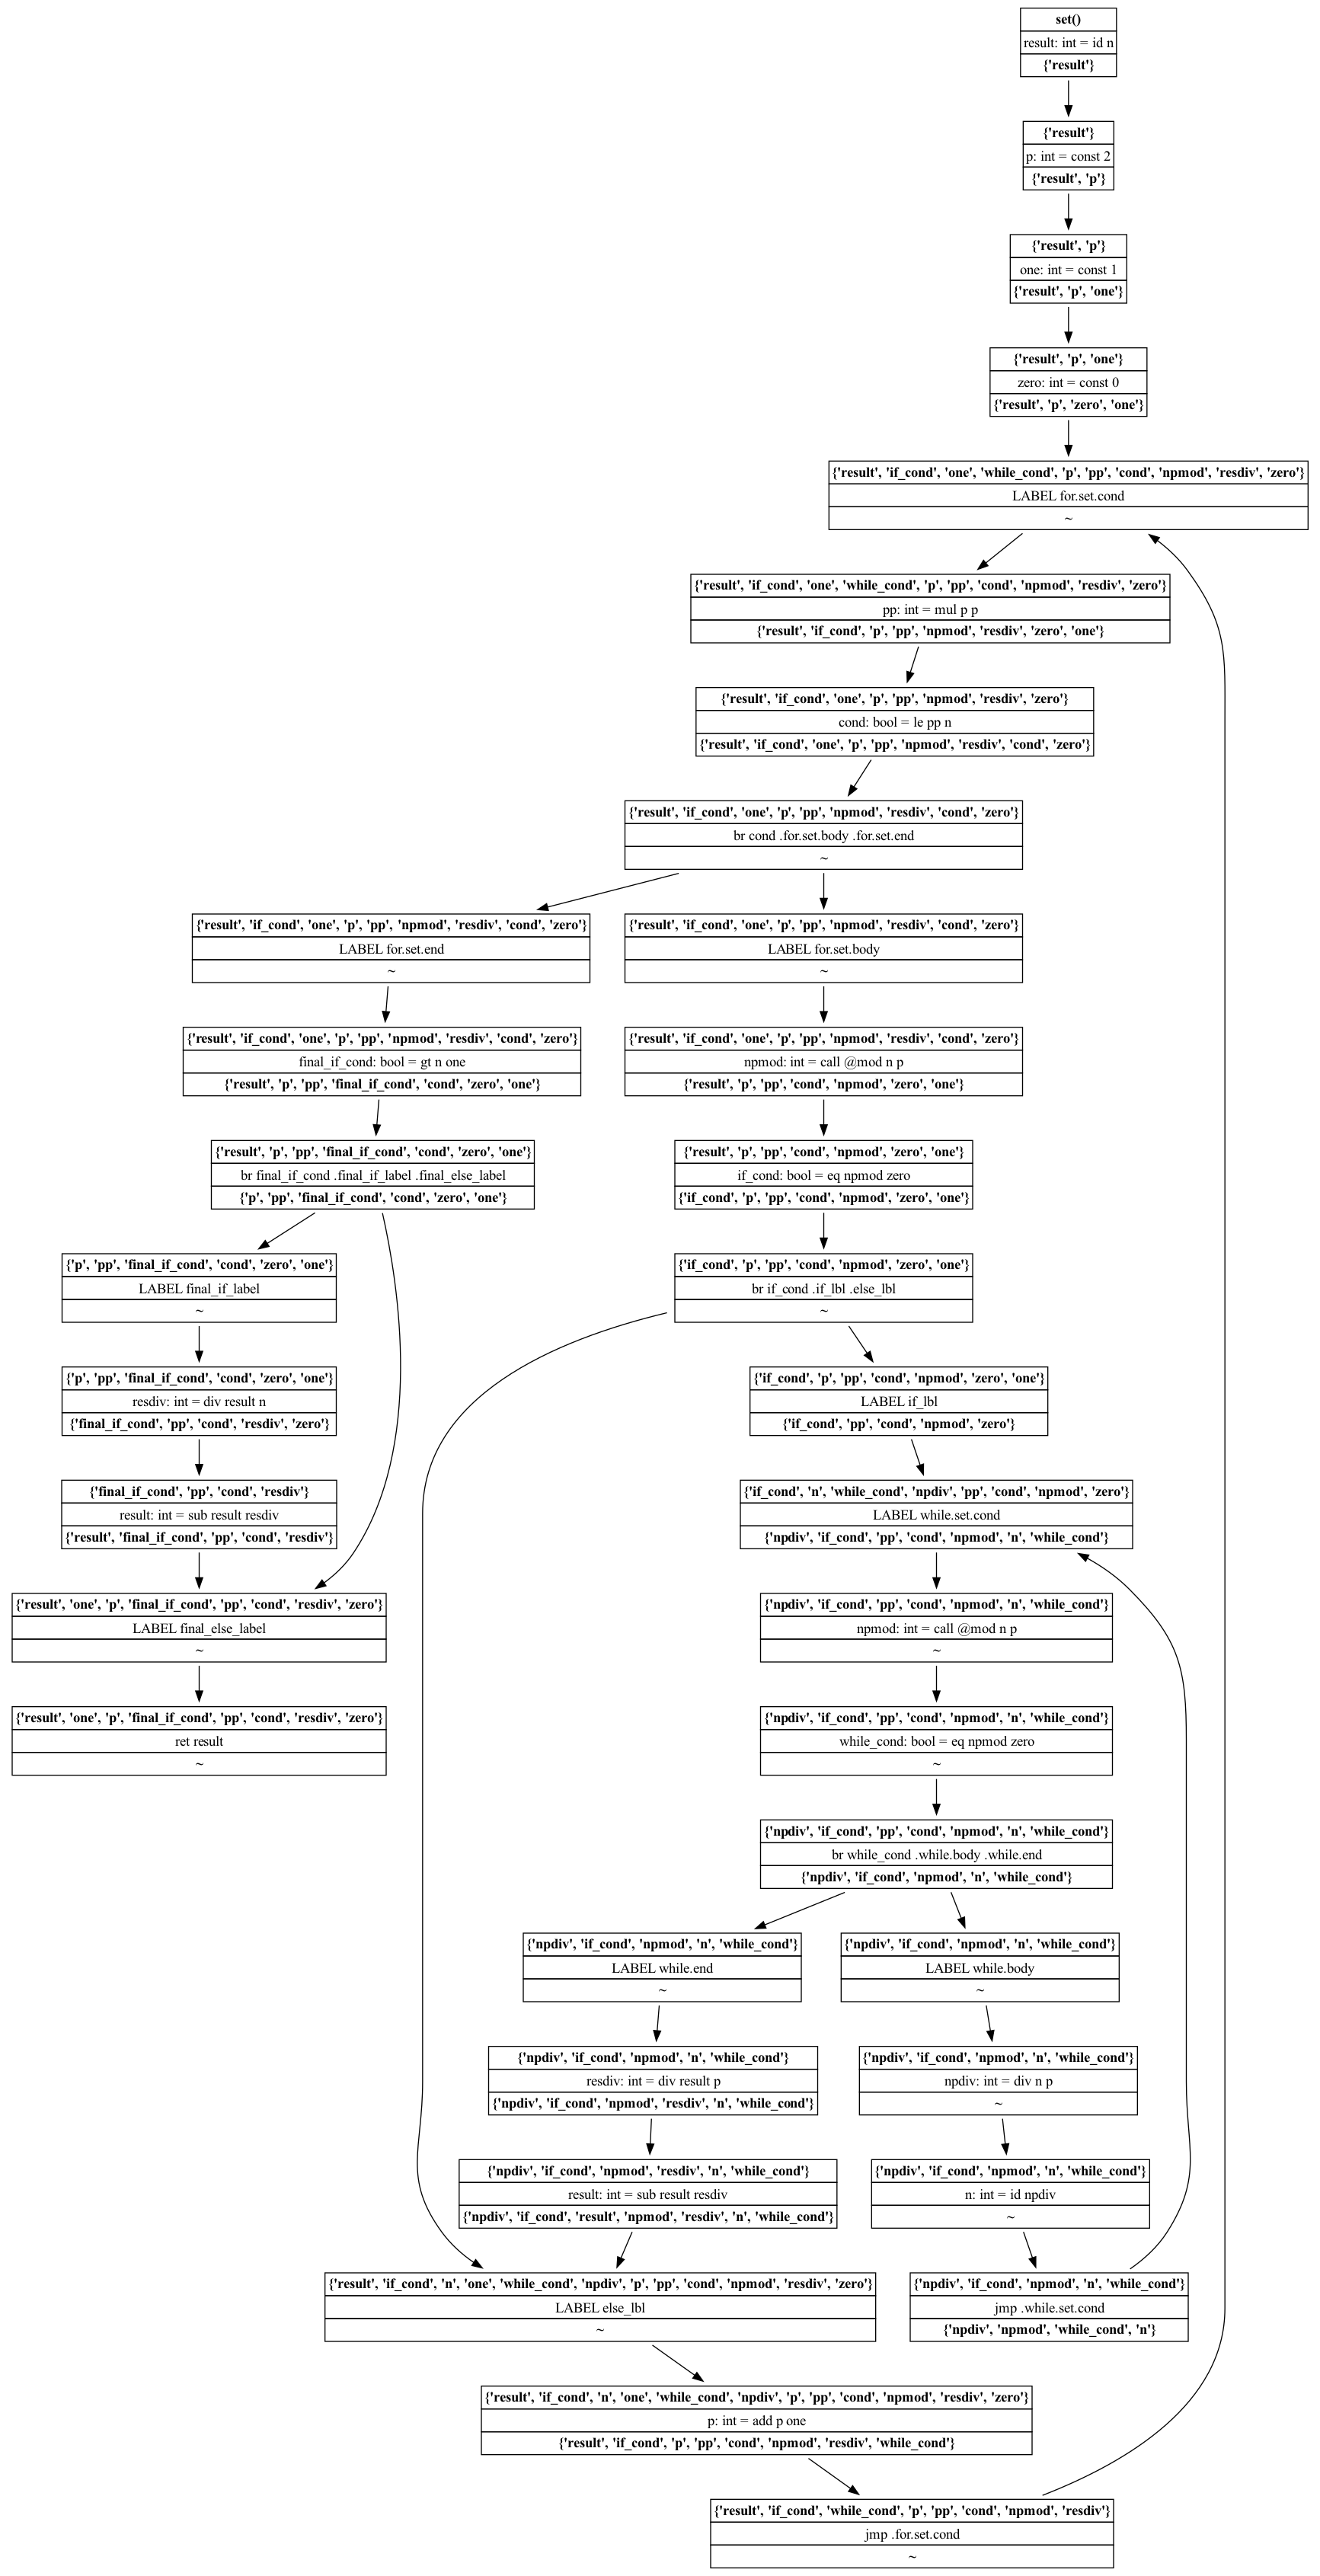 set()
result: int = id n
{'result'}
{'result'}
p: int = const 2
{'result', 'p'}
{'result', 'p'}
one: int = const 1
{'result', 'p', 'one'}
{'result', 'p', 'one'}
zero: int = const 0
{'result', 'p', 'zero', 'one'}
{'result', 'if_cond', 'one', 'while_cond', 'p', 'pp', 'cond', 'npmod', 'resdiv', 'zero'}
LABEL for.set.cond
~
{'result', 'if_cond', 'one', 'while_cond', 'p', 'pp', 'cond', 'npmod', 'resdiv', 'zero'}
pp: int = mul p p
{'result', 'if_cond', 'p', 'pp', 'npmod', 'resdiv', 'zero', 'one'}
{'result', 'if_cond', 'one', 'p', 'pp', 'npmod', 'resdiv', 'zero'}
cond: bool = le pp n
{'result', 'if_cond', 'one', 'p', 'pp', 'npmod', 'resdiv', 'cond', 'zero'}
{'result', 'if_cond', 'one', 'p', 'pp', 'npmod', 'resdiv', 'cond', 'zero'}
br cond .for.set.body .for.set.end
~
{'result', 'if_cond', 'one', 'p', 'pp', 'npmod', 'resdiv', 'cond', 'zero'}
LABEL for.set.end
~
{'result', 'if_cond', 'one', 'p', 'pp', 'npmod', 'resdiv', 'cond', 'zero'}
LABEL for.set.body
~
{'result', 'if_cond', 'one', 'p', 'pp', 'npmod', 'resdiv', 'cond', 'zero'}
final_if_cond: bool = gt n one
{'result', 'p', 'pp', 'final_if_cond', 'cond', 'zero', 'one'}
{'result', 'if_cond', 'one', 'p', 'pp', 'npmod', 'resdiv', 'cond', 'zero'}
npmod: int = call @mod n p
{'result', 'p', 'pp', 'cond', 'npmod', 'zero', 'one'}
{'result', 'p', 'pp', 'final_if_cond', 'cond', 'zero', 'one'}
br final_if_cond .final_if_label .final_else_label
{'p', 'pp', 'final_if_cond', 'cond', 'zero', 'one'}
{'result', 'p', 'pp', 'cond', 'npmod', 'zero', 'one'}
if_cond: bool = eq npmod zero
{'if_cond', 'p', 'pp', 'cond', 'npmod', 'zero', 'one'}
{'p', 'pp', 'final_if_cond', 'cond', 'zero', 'one'}
LABEL final_if_label
~
{'if_cond', 'p', 'pp', 'cond', 'npmod', 'zero', 'one'}
br if_cond .if_lbl .else_lbl
~
{'p', 'pp', 'final_if_cond', 'cond', 'zero', 'one'}
resdiv: int = div result n
{'final_if_cond', 'pp', 'cond', 'resdiv', 'zero'}
{'if_cond', 'p', 'pp', 'cond', 'npmod', 'zero', 'one'}
LABEL if_lbl
{'if_cond', 'pp', 'cond', 'npmod', 'zero'}
{'final_if_cond', 'pp', 'cond', 'resdiv'}
result: int = sub result resdiv
{'result', 'final_if_cond', 'pp', 'cond', 'resdiv'}
{'if_cond', 'n', 'while_cond', 'npdiv', 'pp', 'cond', 'npmod', 'zero'}
LABEL while.set.cond
{'npdiv', 'if_cond', 'pp', 'cond', 'npmod', 'n', 'while_cond'}
{'result', 'one', 'p', 'final_if_cond', 'pp', 'cond', 'resdiv', 'zero'}
LABEL final_else_label
~
{'npdiv', 'if_cond', 'pp', 'cond', 'npmod', 'n', 'while_cond'}
npmod: int = call @mod n p
~
{'result', 'one', 'p', 'final_if_cond', 'pp', 'cond', 'resdiv', 'zero'}
ret result
~
{'npdiv', 'if_cond', 'pp', 'cond', 'npmod', 'n', 'while_cond'}
while_cond: bool = eq npmod zero
~
{'npdiv', 'if_cond', 'pp', 'cond', 'npmod', 'n', 'while_cond'}
br while_cond .while.body .while.end
{'npdiv', 'if_cond', 'npmod', 'n', 'while_cond'}
{'npdiv', 'if_cond', 'npmod', 'n', 'while_cond'}
LABEL while.end
~
{'npdiv', 'if_cond', 'npmod', 'n', 'while_cond'}
LABEL while.body
~
{'npdiv', 'if_cond', 'npmod', 'n', 'while_cond'}
resdiv: int = div result p
{'npdiv', 'if_cond', 'npmod', 'resdiv', 'n', 'while_cond'}
{'npdiv', 'if_cond', 'npmod', 'n', 'while_cond'}
npdiv: int = div n p
~
{'npdiv', 'if_cond', 'npmod', 'resdiv', 'n', 'while_cond'}
result: int = sub result resdiv
{'npdiv', 'if_cond', 'result', 'npmod', 'resdiv', 'n', 'while_cond'}
{'npdiv', 'if_cond', 'npmod', 'n', 'while_cond'}
n: int = id npdiv
~
{'result', 'if_cond', 'n', 'one', 'while_cond', 'npdiv', 'p', 'pp', 'cond', 'npmod', 'resdiv', 'zero'}
LABEL else_lbl
~
{'npdiv', 'if_cond', 'npmod', 'n', 'while_cond'}
jmp .while.set.cond
{'npdiv', 'npmod', 'while_cond', 'n'}
{'result', 'if_cond', 'n', 'one', 'while_cond', 'npdiv', 'p', 'pp', 'cond', 'npmod', 'resdiv', 'zero'}
p: int = add p one
{'result', 'if_cond', 'p', 'pp', 'cond', 'npmod', 'resdiv', 'while_cond'}
{'result', 'if_cond', 'while_cond', 'p', 'pp', 'cond', 'npmod', 'resdiv'}
jmp .for.set.cond
~